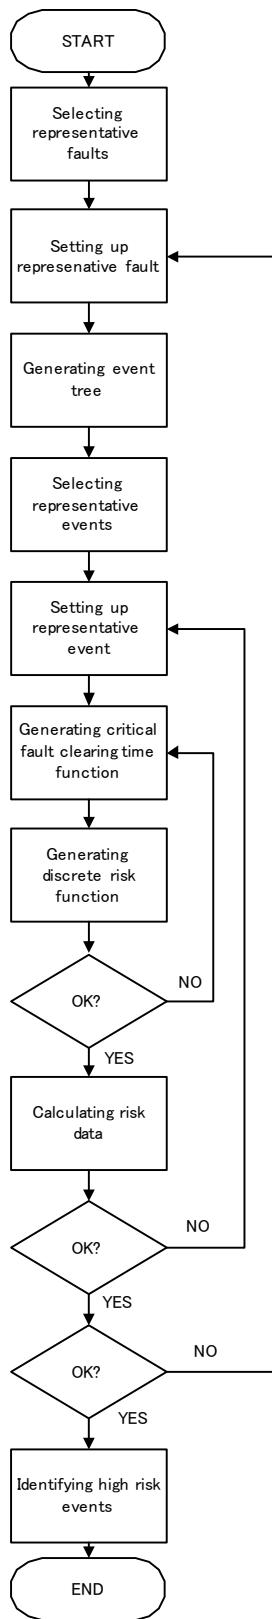 START
Selecting
representative
faults
Setting up
represenative fault
Generating event
tree
Selecting
representative
events
Setting up
representative
event
Generating critical
fault clearing time
function
Generating
discrete risk
function
OK?
NO
YES
Calculating risk
data
OK?
NO
YES
OK?
NO
YES
Identifying high risk
events
END